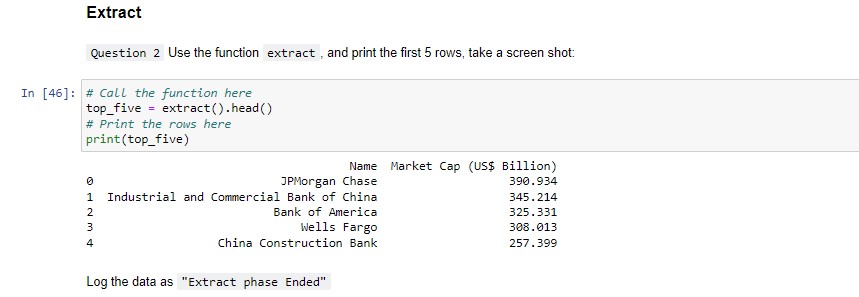 Extract
Question 2 Use the function extract , and print the first 5 rows, take a screen shot:
In [46]: # Call the function here
top_five = extract().head()
# Print the rows here
print(top_five)
Name Market Cap (US$ Billion)
0 JPMorgan Chase 390.934
1 Industrial and Commercial Bank of China 345.214
2 Bank of America 325.331
3 Wells Fargo 308.013
4 China Construction Bank 257.399
Log the data as "Extract phase Ended"